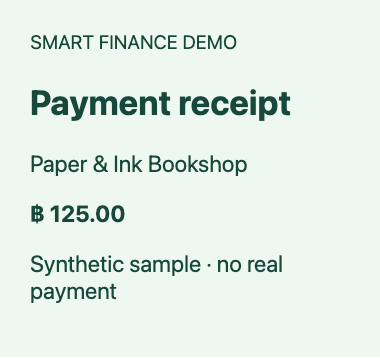 SMART FINANCE DEMO
Payment receipt
Paper & Ink Bookshop
฿ 125.00
Synthetic sample · no real
payment